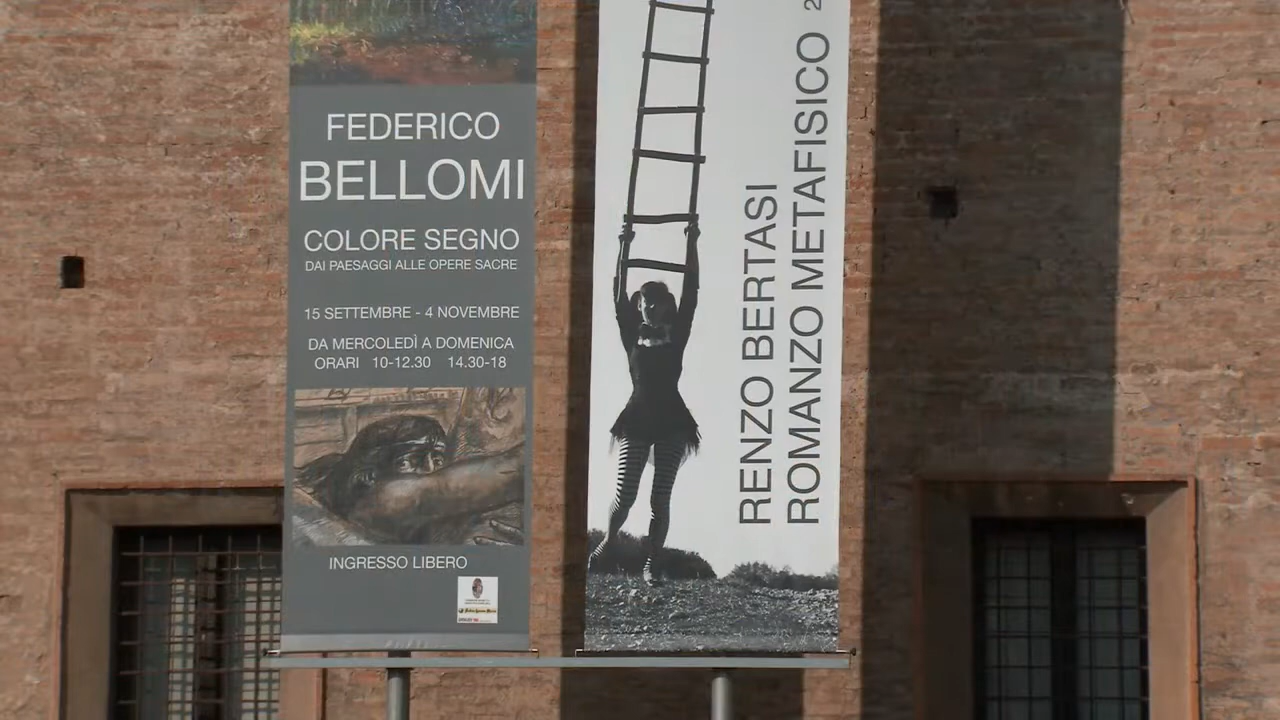 FEDERICO
BELLOMI
COLORE SEGNO
DAI PAESAGGI ALLE OPERE SACRE
15 SETTEMBRE - 4 NOVEMBRE
DA MERCOLEDÌ A DOMENICA
ORARI 10-12.30 14.30-18
INGRESSO LIBERO
RENZO BERTASI
ROMANZO METAFISICO 2